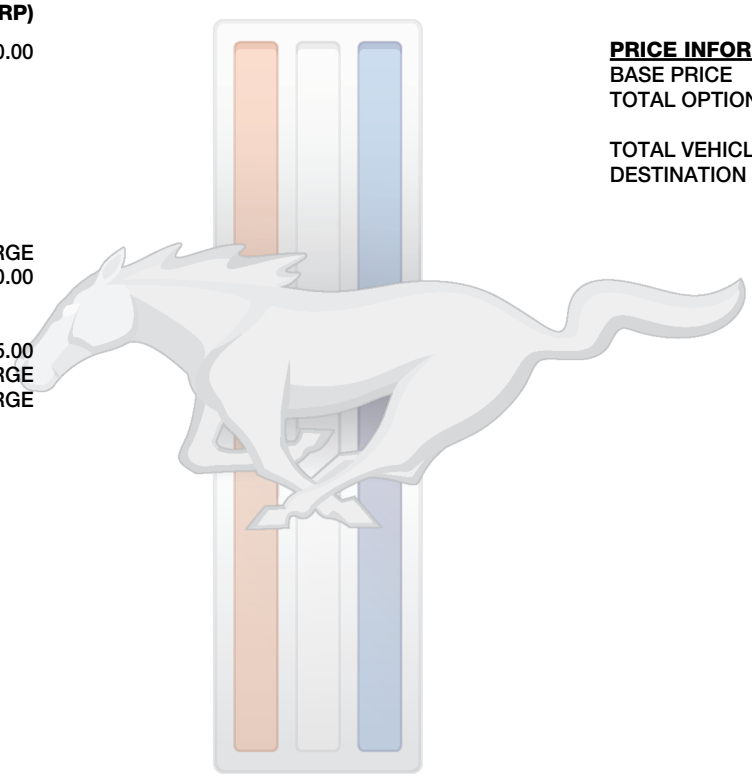 RP)
0.00
RGE
0.00
5.00
RGE
RGE
PRICE INFOR
BASE PRICE
TOTAL OPTION
TOTAL VEHICL
DESTINATION